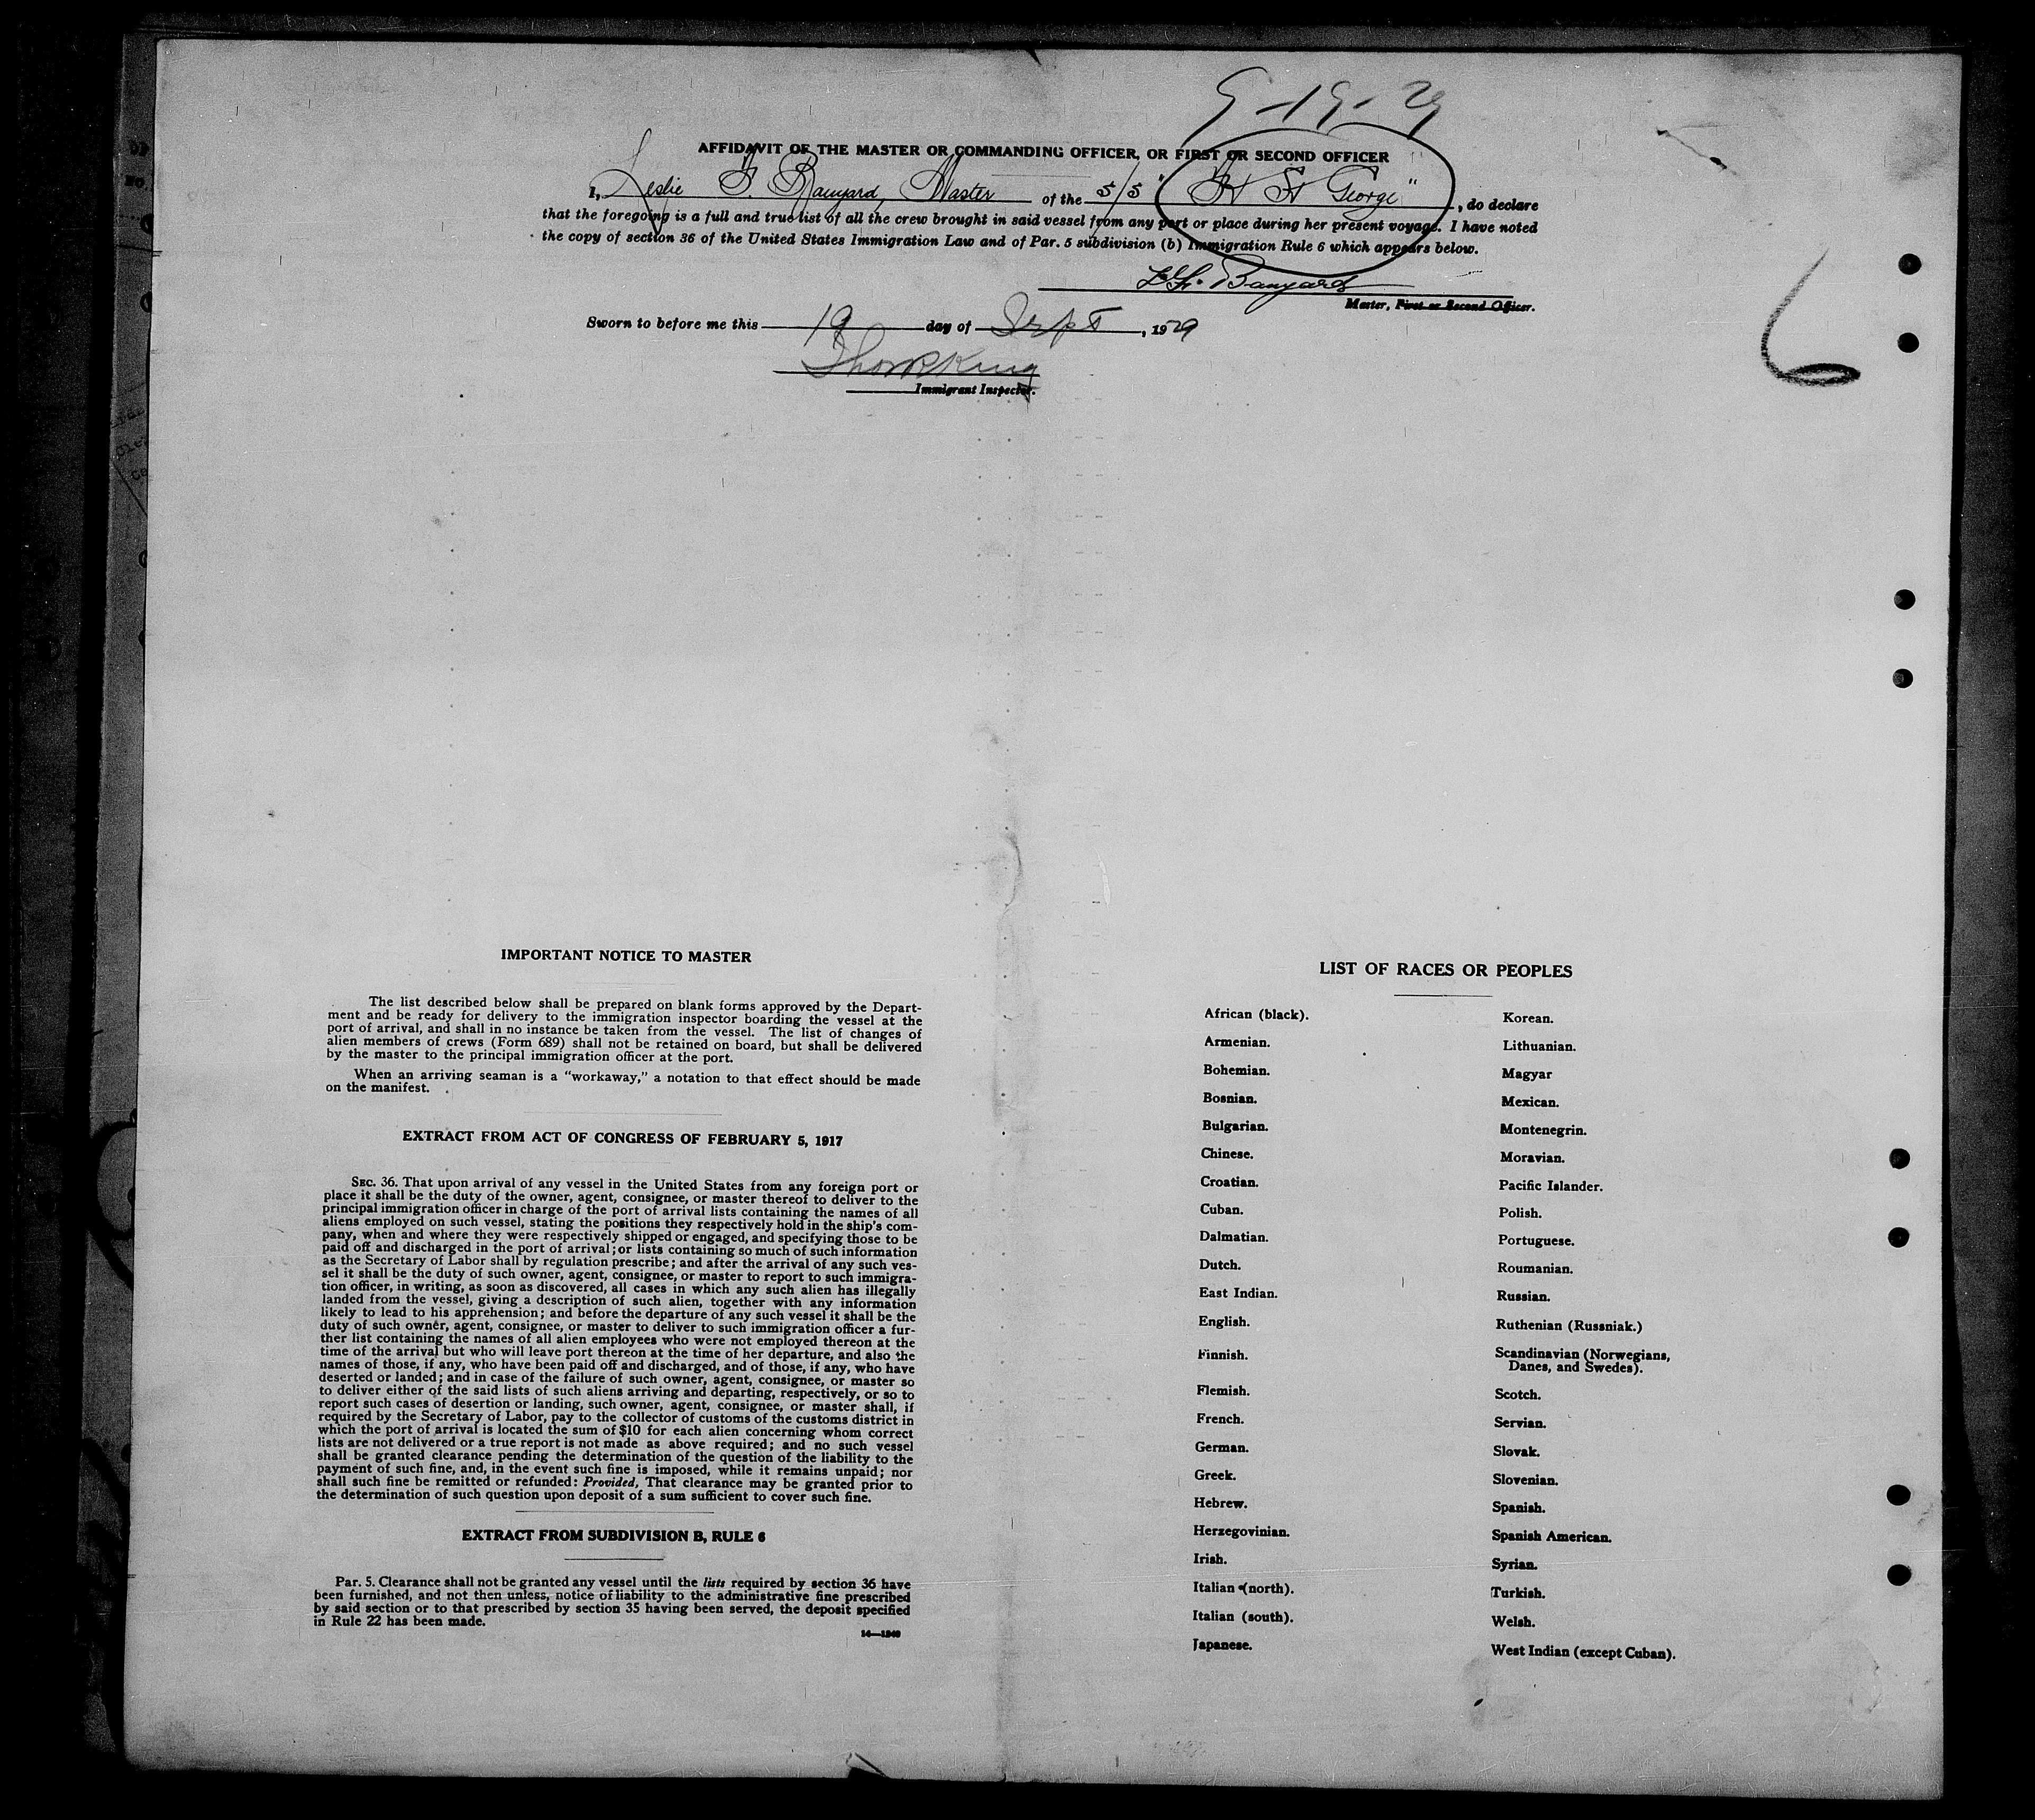 9-19-29
AFFIDAVIT OF THE MASTER OR COMMANDING OFFICER, OR FIRST OR SECOND OFFICER
I, Leslie F. Banyard, Master of the S/S "Ft St George", do declare
that the foregoing is a full and true list of all the crew brought in said vessel from any port or place during her present voyage. I have noted
the copy of section 36 of the United States Immigration Law and of Par. 5 subdivision (b) Immigration Rule 6 which appears below.
L.F. Banyard
Master, First or Second Officer.
Sworn to before me this 19 day of Sept, 1929
King
Immigrant Inspector.
6
IMPORTANT NOTICE TO MASTER
The list described below shall be prepared on blank forms approved by the Depart-
ment and be ready for delivery to the immigration inspector boarding the vessel at the
port of arrival, and shall in no instance be taken from the vessel. The list of changes of
alien members of crews (Form 689) shall not be retained on board, but shall be delivered
by the master to the principal immigration officer at the port.
When an arriving seaman is a "workaway," a notation to that effect should be made
on the manifest.
EXTRACT FROM ACT OF CONGRESS OF FEBRUARY 5, 1917
SEC. 36. That upon arrival of any vessel in the United States from any foreign port or
place it shall be the duty of the owner, agent, consignee, or master thereof to deliver to the
principal immigration officer in charge of the port of arrival lists containing the names of all
aliens employed on such vessel, stating the positions they respectively hold in the ship's com-
pany, when and where they were respectively shipped or engaged, and specifying those to be
paid off and discharged in the port of arrival; or lists containing so much of such information
as the Secretary of Labor shall by regulation prescribe; and after the arrival of any such ves-
sel it shall be the duty of such owner, agent, consignee, or master to report to such immigra-
tion officer, in writing, as soon as discovered, all cases in which any such alien has illegally
landed from the vessel, giving a description of such alien, together with any information
likely to lead to his apprehension; and before the departure of any such vessel it shall be the
duty of such owner, agent, consignee, or master to deliver to such immigration officer a fur-
ther list containing the names of all alien employees who were not employed thereon at the
time of the arrival but who will leave port thereon at the time of her departure, and also the
names of those, if any, who have been paid off and discharged, and of those, if any, who have
deserted or landed; and in case of the failure of such owner, agent, consignee, or master so
to deliver either of the said lists of such aliens arriving and departing, respectively, or so to
report such cases of desertion or landing, such owner, agent, consignee, or master shall, if
required by the Secretary of Labor, pay to the collector of customs of the customs district in
which the port of arrival is located the sum of $10 for each alien concerning whom correct
lists are not delivered or a true report is not made as above required; and no such vessel
shall be granted clearance pending the determination of the question of the liability to the
payment of such fine, and, in the event such fine is imposed, while it remains unpaid; nor
shall such fine be remitted or refunded: Provided, That clearance may be granted prior to
the determination of such question upon deposit of a sum sufficient to cover such fine.
EXTRACT FROM SUBDIVISION B, RULE 6
Par. 5. Clearance shall not be granted any vessel until the lists required by section 36 have
been furnished, and not then unless, notice of liability to the administrative fine prescribed
by said section or to that prescribed by section 35 having been served, the deposit specified
in Rule 22 has been made.
14—1240
LIST OF RACES OR PEOPLES
African (black).
Armenian.
Bohemian.
Bosnian.
Bulgarian.
Chinese.
Croatian.
Cuban.
Dalmatian.
Dutch.
East Indian.
English.
Finnish.
Flemish.
French.
German.
Greek.
Hebrew.
Herzegovinian.
Irish.
Italian (north).
Italian (south).
Japanese.
Korean.
Lithuanian.
Magyar
Mexican.
Montenegrin.
Moravian.
Pacific Islander.
Polish.
Portuguese.
Roumanian.
Russian.
Ruthenian (Russniak.)
Scandinavian (Norwegians,
Danes, and Swedes).
Scotch.
Servian.
Slovak.
Slovenian.
Spanish.
Spanish American.
Syrian.
Turkish.
Welsh.
West Indian (except Cuban).